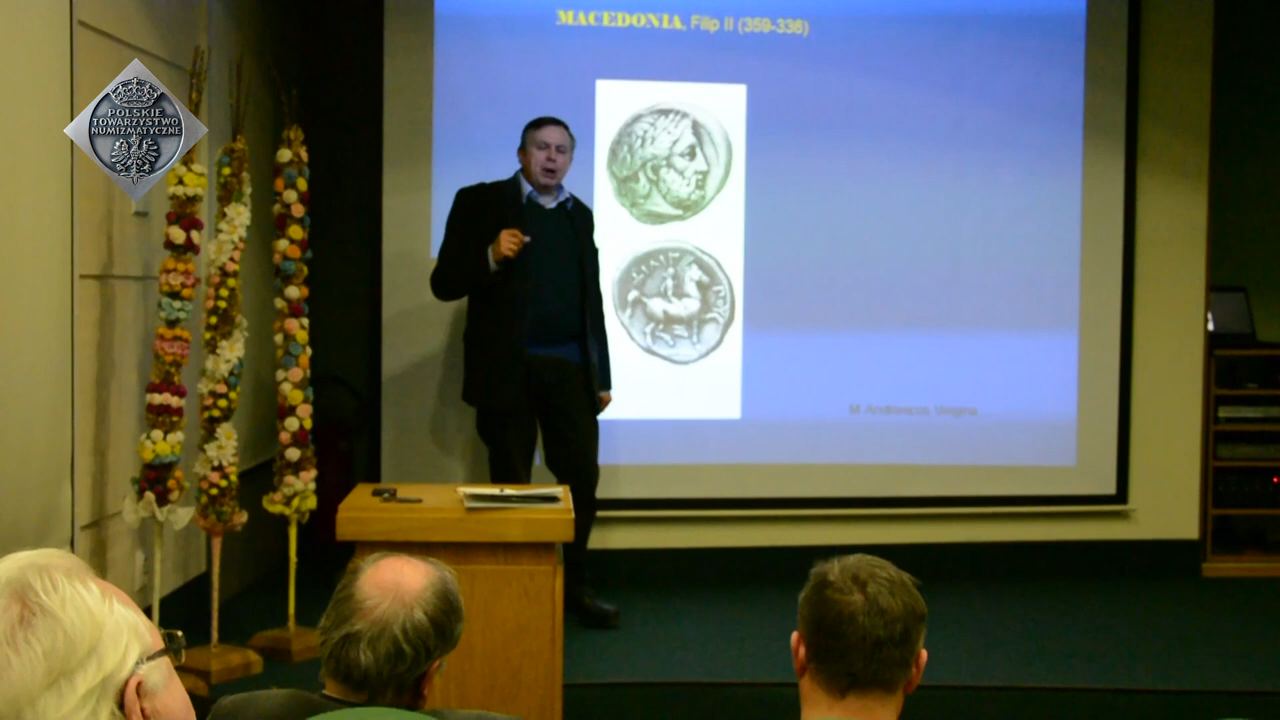 MACEDONIA, Filip II (359-336)
POLSKIE
TOWARZYSTWO
NUMIZMATYCZNE